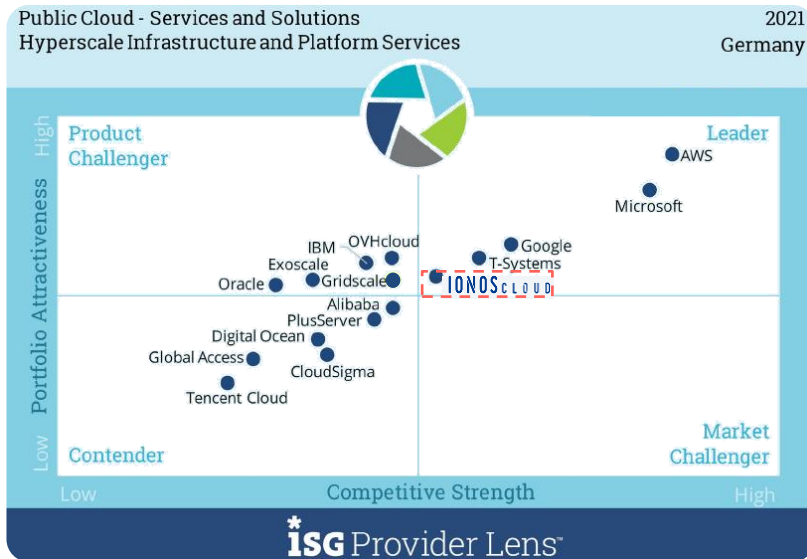 Public Cloud - Services and Solutions
2021
Hyperscale Infrastructure and Platform Services
Germany
High
Product
Challenger
Leader
AWS
Microsoft
Portfolio Attractiveness
IBM
OVHcloud
Google
T-Systems
Exoscale
Oracle
Gridscale
IONOS CLOUD
Alibaba
PlusServer
Digital Ocean
Global Access
CloudSigma
Tencent Cloud
Low
Contender
Market
Challenger
Low
Competitive Strength
High
*iSG Provider Lens™